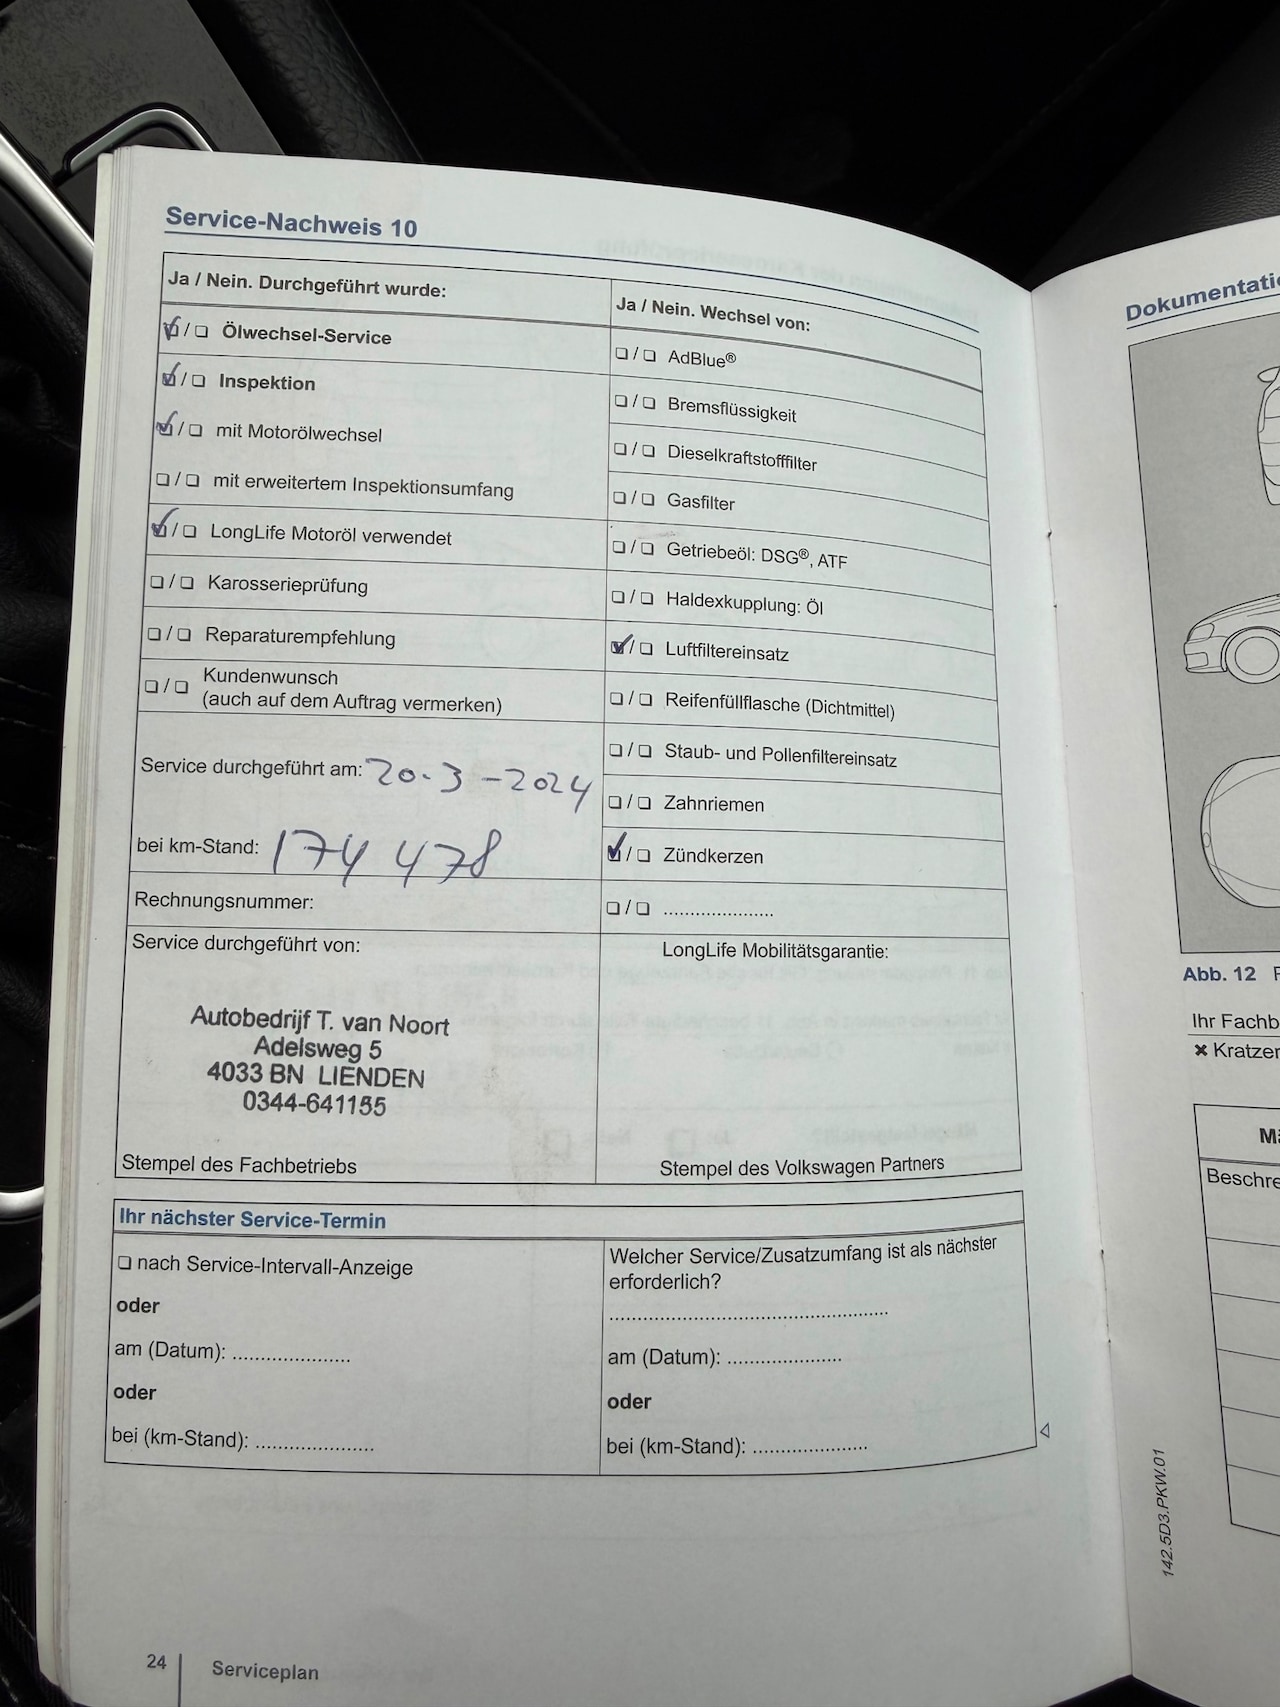 Service-Nachweis 10
Ja / Nein. Durchgeführt wurde:
☑/❏ Ölwechsel-Service
☑/❏ Inspektion
☑/❏ mit Motorölwechsel
❏/❏ mit erweitertem Inspektionsumfang
☑/❏ LongLife Motoröl verwendet
❏/❏ Karosserieprüfung
❏/❏ Reparaturempfehlung
❏/❏ Kundenwunsch
(auch auf dem Auftrag vermerken)
Service durchgeführt am: 20-3-2024
bei km-Stand: 174 478
Rechnungsnummer:
Ja / Nein. Wechsel von:
❏/❏ AdBlue®
❏/❏ Bremsflüssigkeit
❏/❏ Dieselkraftstofffilter
❏/❏ Gasfilter
❏/❏ Getriebeöl: DSG®, ATF
❏/❏ Haldexkupplung: Öl
☑/❏ Luftfiltereinsatz
❏/❏ Reifenfüllflasche (Dichtmittel)
❏/❏ Staub- und Pollenfiltereinsatz
❏/❏ Zahnriemen
☑/❏ Zündkerzen
❏/❏ ....................
Service durchgeführt von:
Autobedrijf T. van Noort
Adelsweg 5
4033 BN LIENDEN
0344-641155
Stempel des Fachbetriebs
LongLife Mobilitätsgarantie:
Stempel des Volkswagen Partners
Ihr nächster Service-Termin
❏ nach Service-Intervall-Anzeige
oder
am (Datum): .....................
oder
bei (km-Stand): .....................
Welcher Service/Zusatzumfang ist als nächster
erforderlich?
..................................................
am (Datum): .....................
oder
bei (km-Stand): .....................
24
Serviceplan
Dokumentati
Abb. 12
Ihr Fachb
✖ Kratzer
Beschre
142.5D3.PKW.01